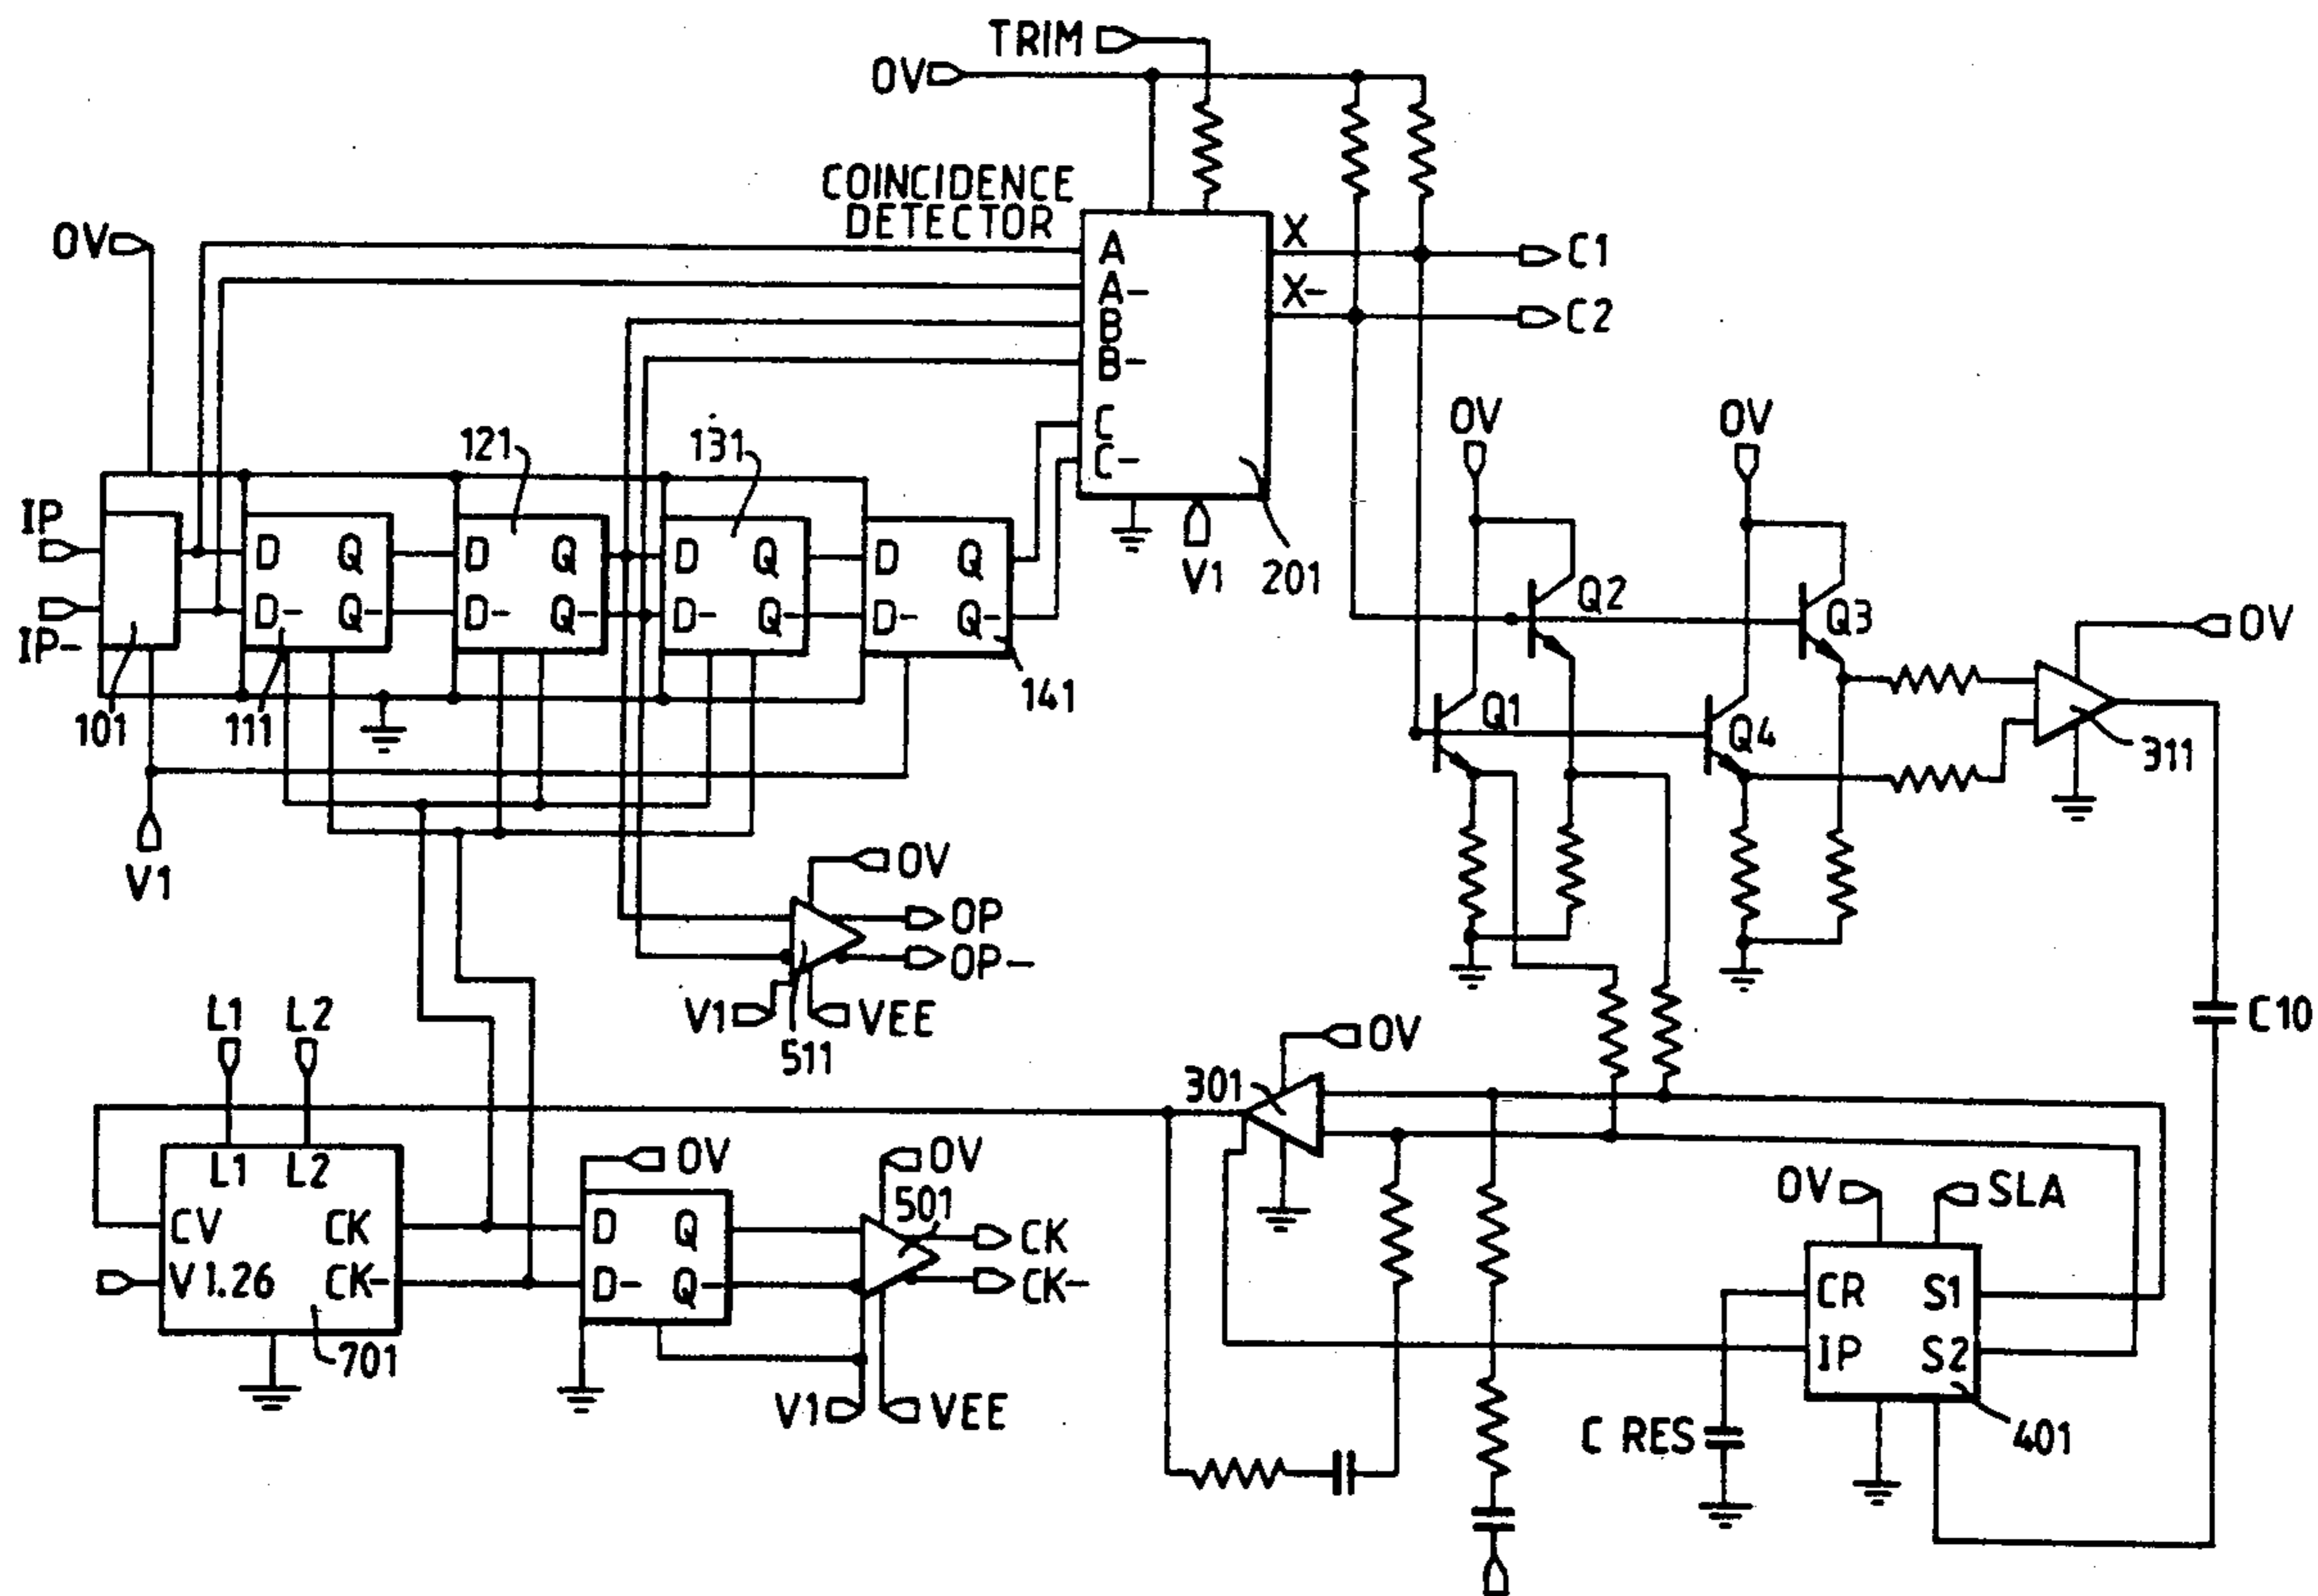 TRIM
0V
COINCIDENCE
DETECTOR
0V
A
A-
B
B-
C
C-
X
X-
C1
C2
V1
201
121
131
IP
IP-
D Q
D- Q-
D Q
D- Q-
D Q
D- Q-
D Q
D- Q-
101
111
141
V1
0V
0V
Q2
Q3
Q1
Q4
0V
311
C10
0V
OP
OP-
V1
VEE
511
L1 L2
L1 L2
CV CK
V1.26 CK-
701
0V
D Q
D- Q-
0V
501
CK
CK-
V1
VEE
301
0V
0V
SLA
CR S1
IP S2
401
C RES